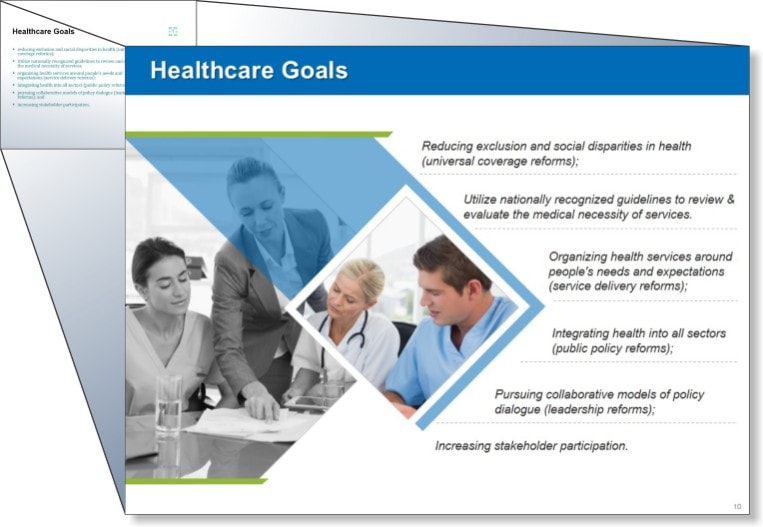 Healthcare Goals
reducing exclusion and social disparities in health
coverage reforms);
Utilize nationally recognized guidelines to review and
the medical necessity of services.
organizing health services around people's needs and
expectations (service delivery reforms);
integrating health into all sectors (public policy
pursuing collaborative models of policy dialogue
reforms); and
increasing stakeholder participation.
Healthcare Goals
Reducing exclusion and social disparities in health
(universal coverage reforms);
Utilize nationally recognized guidelines to review &
evaluate the medical necessity of services.
Organizing health services around
people's needs and expectations
(service delivery reforms);
Integrating health into all sectors
(public policy reforms);
Pursuing collaborative models of policy
dialogue (leadership reforms);
Increasing stakeholder participation.
10